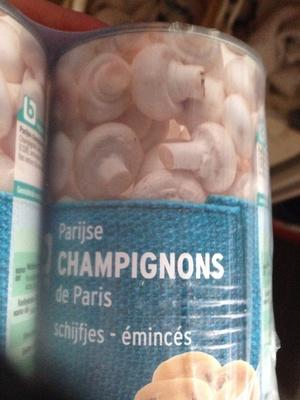 Parijse
CHAMPIGNONS
de Paris
schijfjes - émincés